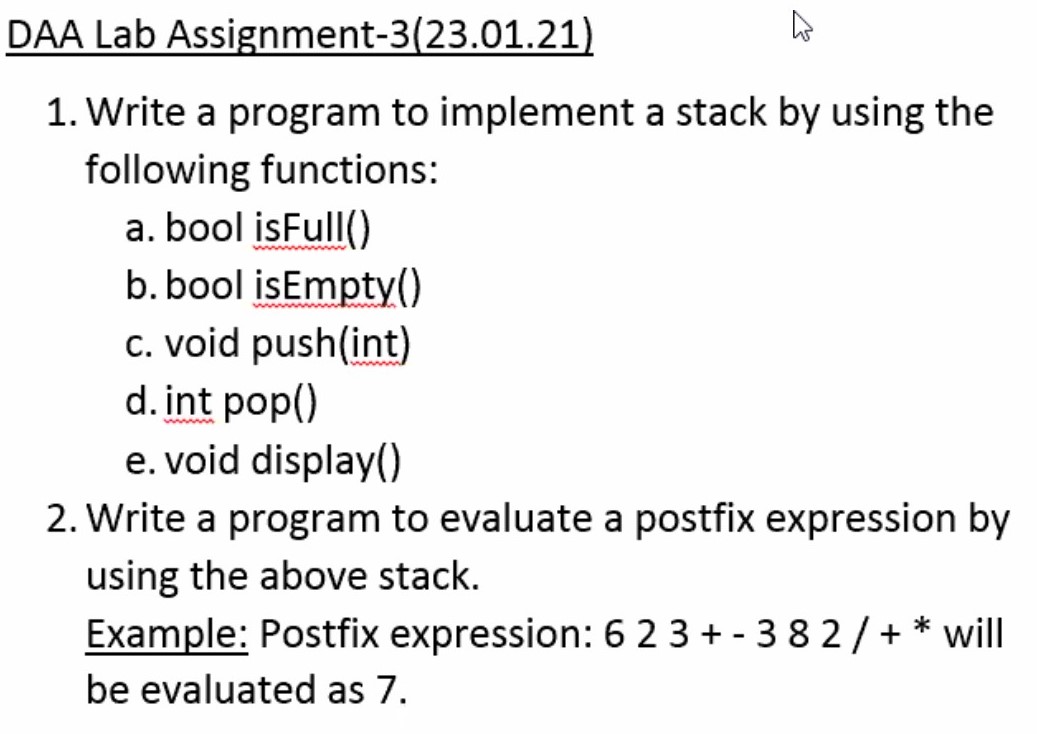 DAA Lab Assignment-3(23.01.21)
1. Write a program to implement a stack by using the
following functions:
a. bool isFull()
b. bool isEmpty()
c. void push(int)
d. int pop()
e. void display()
2. Write a program to evaluate a postfix expression by
using the above stack.
Example: Postfix expression: 6 2 3 + - 3 8 2 / + * will
be evaluated as 7.